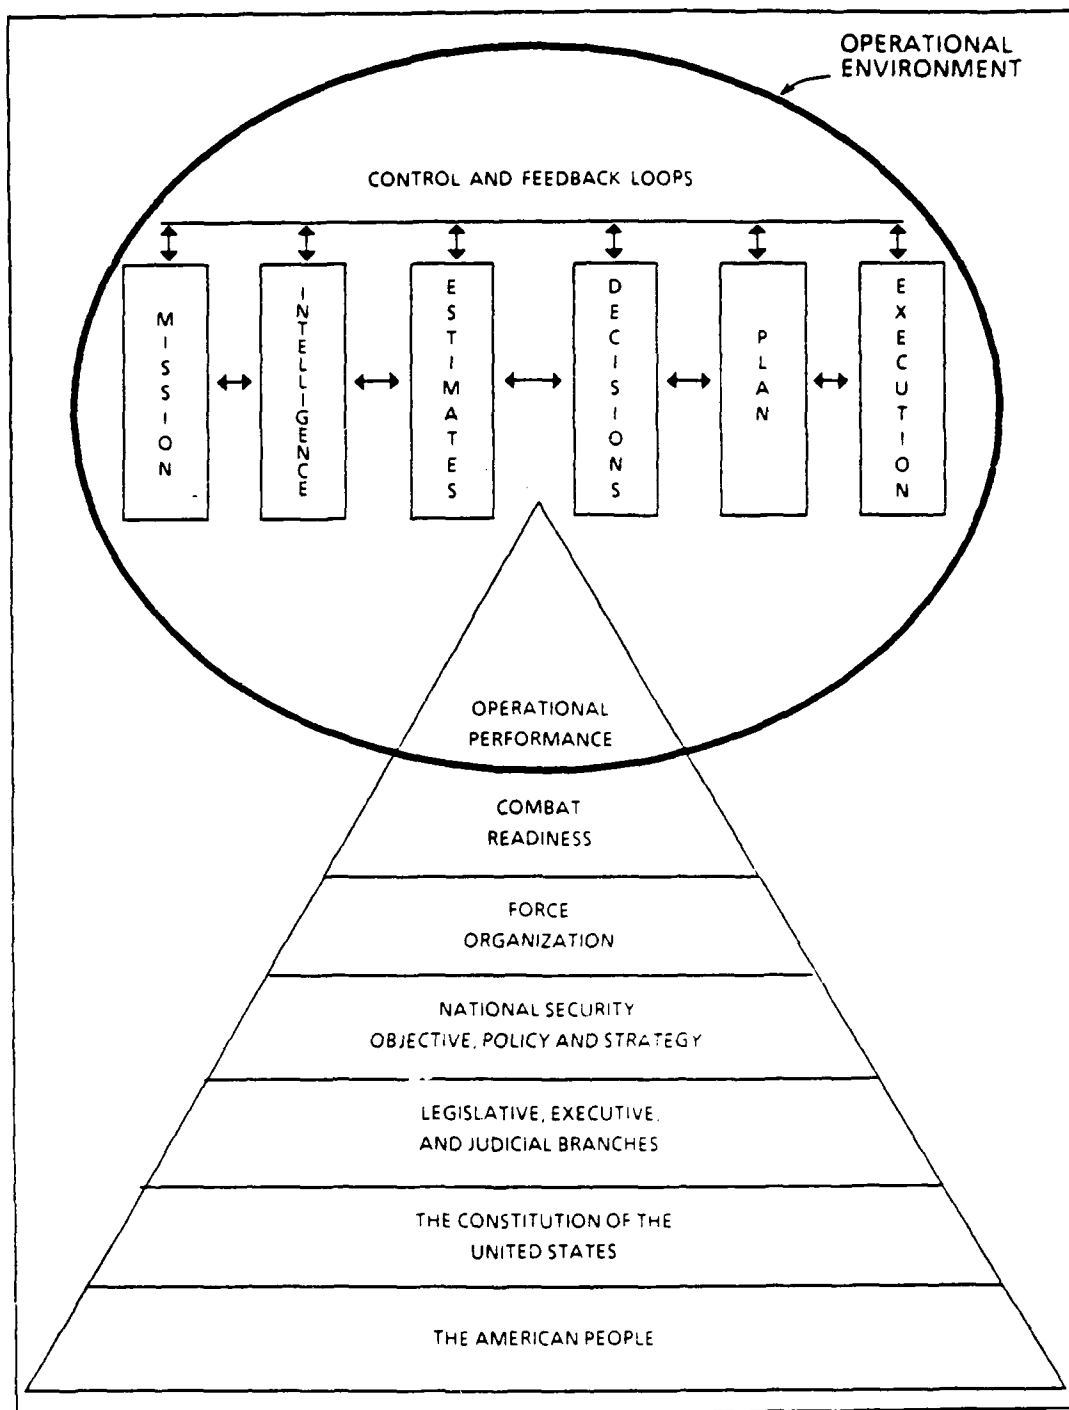 OPERATIONAL
ENVIRONMENT
CONTROL AND FEEDBACK LOOPS
MISSION
INTELLIGENCE
ESTIMATES
DECISIONS
PLAN
EXECUTION
OPERATIONAL
PERFORMANCE
COMBAT
READINESS
FORCE
ORGANIZATION
NATIONAL SECURITY
OBJECTIVE, POLICY AND STRATEGY
LEGISLATIVE, EXECUTIVE,
AND JUDICIAL BRANCHES
THE CONSTITUTION OF THE
UNITED STATES
THE AMERICAN PEOPLE